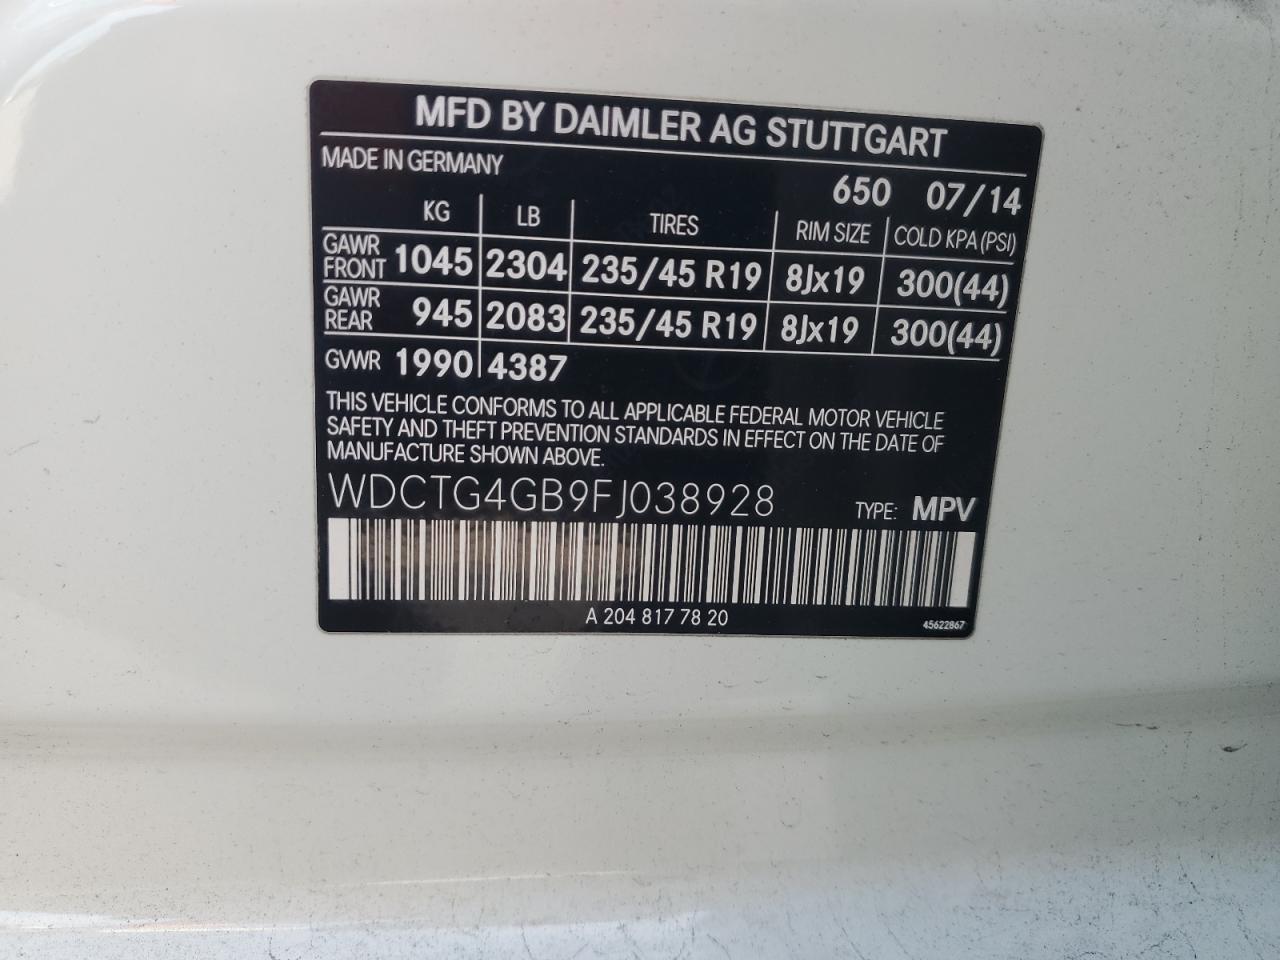 MFD BY DAIMLER AG STUTTGART
MADE IN GERMANY
650 07/14
KG LB TIRES RIM SIZE COLD KPA (PSI)
GAWR FRONT 1045 2304 235/45 R19 8Jx19 300(44)
GAWR REAR 945 2083 235/45 R19 8Jx19 300(44)
GVWR 1990 4387
THIS VEHICLE CONFORMS TO ALL APPLICABLE FEDERAL MOTOR VEHICLE
SAFETY AND THEFT PREVENTION STANDARDS IN EFFECT ON THE DATE OF
MANUFACTURE SHOWN ABOVE.
WDCTG4GB9FJ038928 TYPE: MPV
A 204 817 78 20
45622867